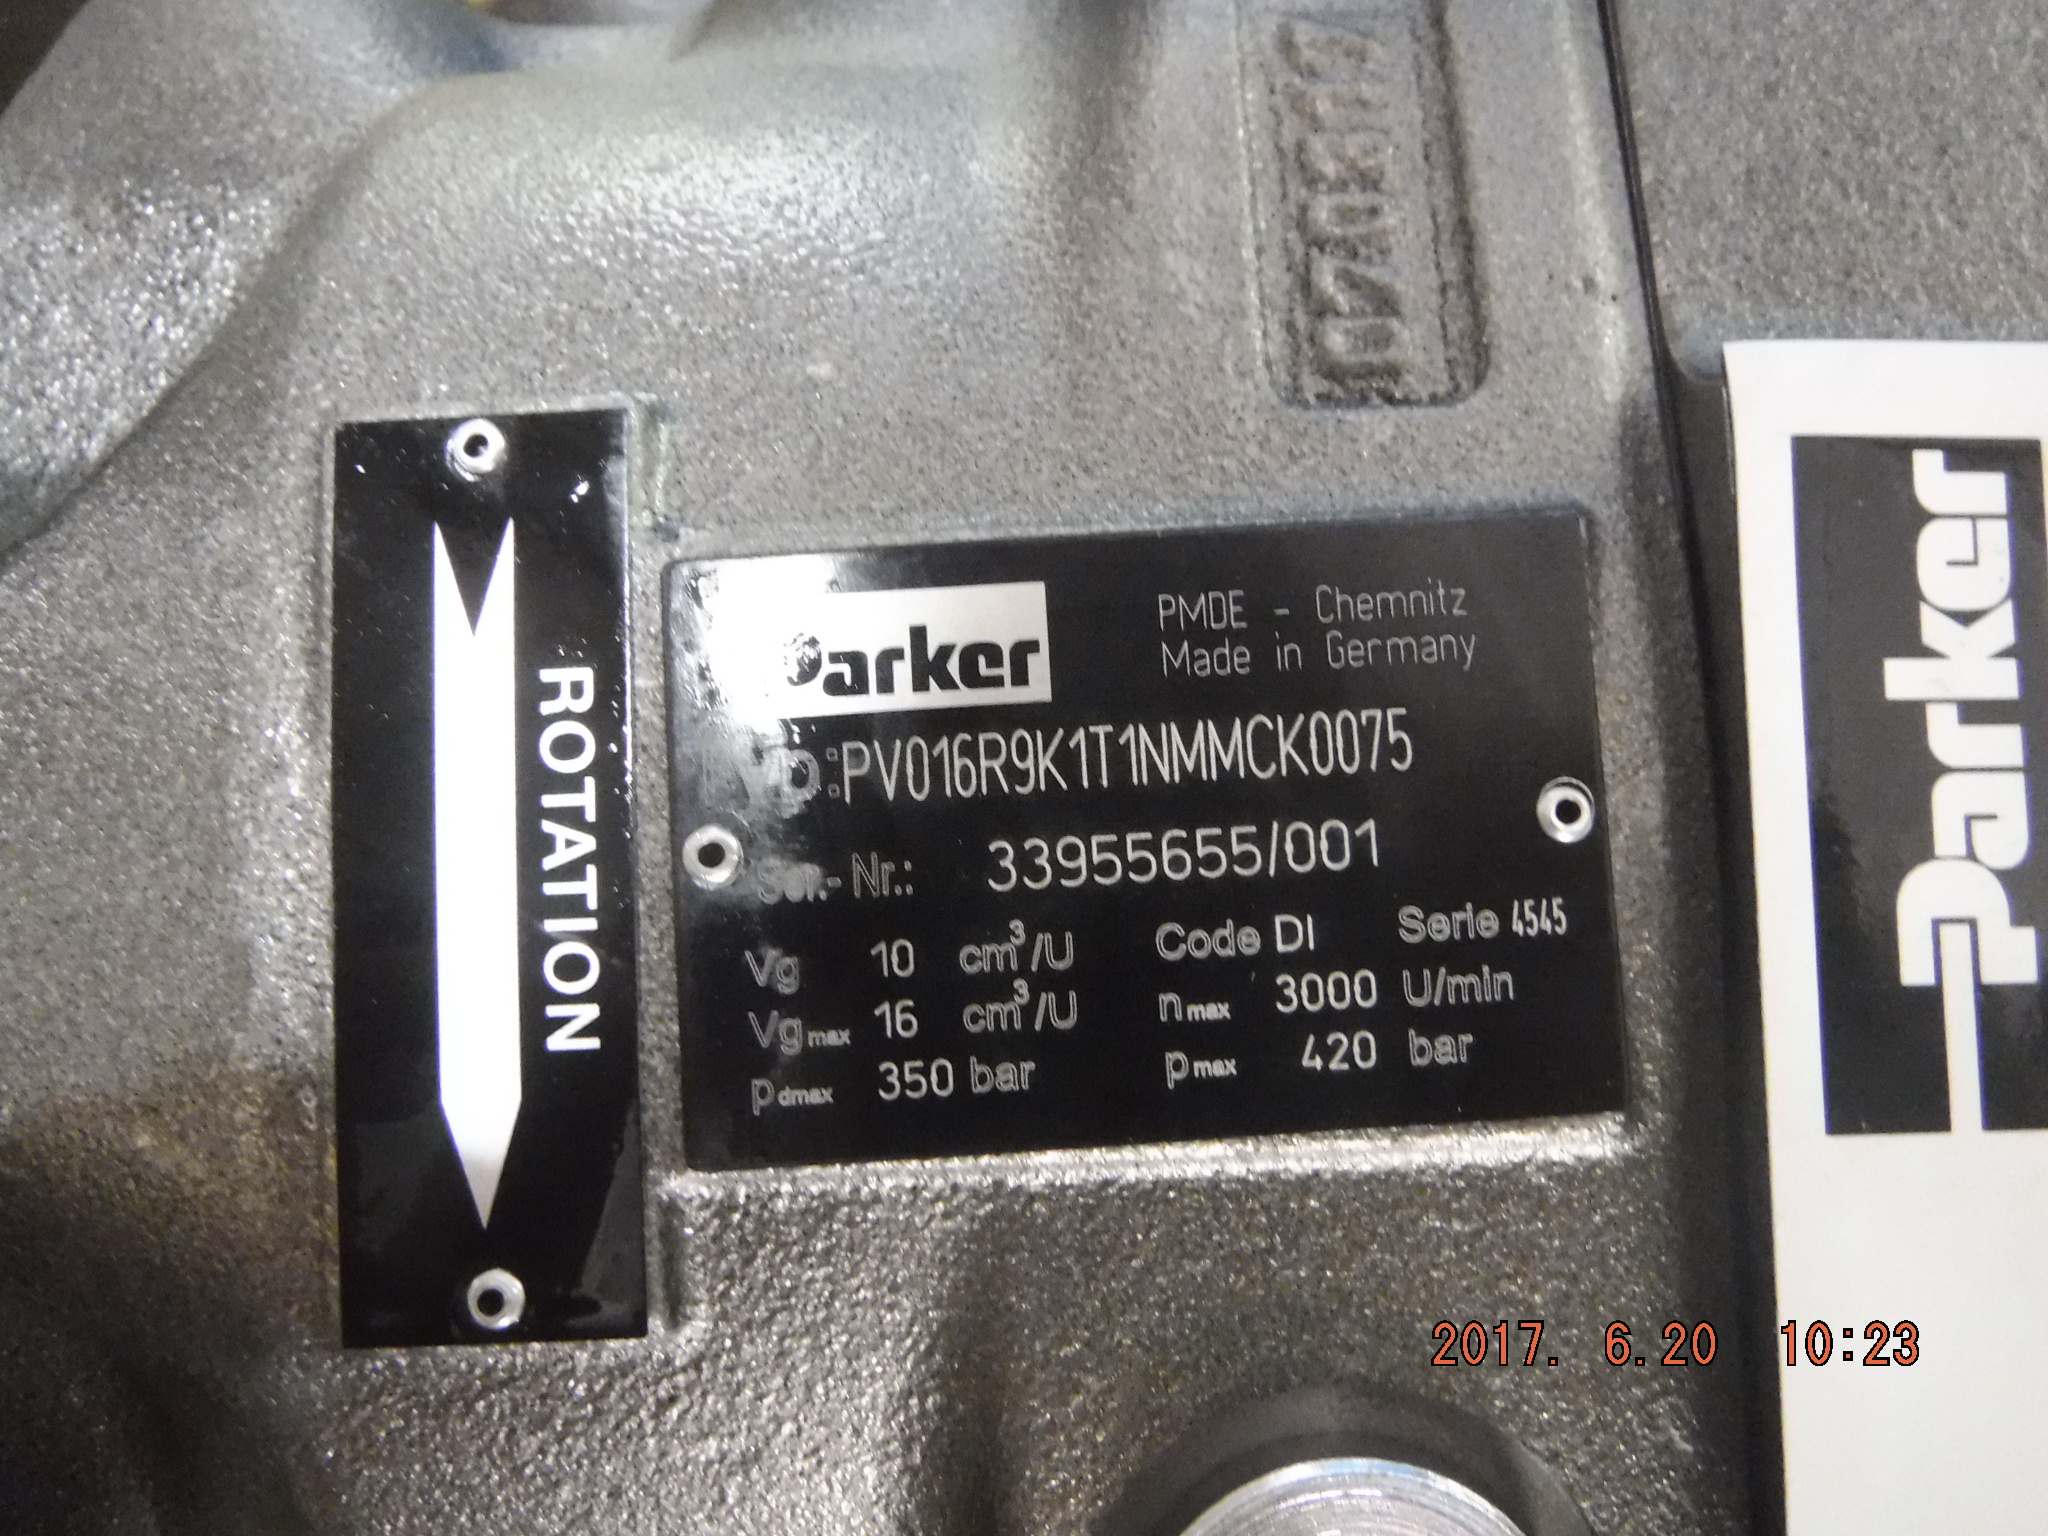 ROTATION
Parker
PMDE - Chemnitz
Made in Germany
ID.:PV016R9K1T1NMMCK0075
Ser.-Nr.: 33955655/001
Vg 10 cm³/U Code DI Serie 4545
Vgmax 16 cm³/U nmax 3000 U/min
pdmax 350 bar pmax 420 bar
Parker
2017. 6.20 10:23